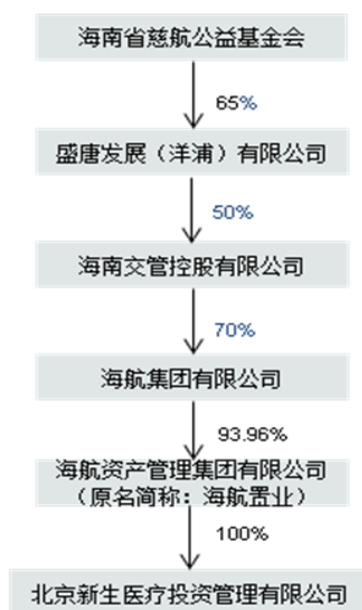 海南省慈航公益基金会
65%
盛唐发展（洋浦）有限公司
50%
海南交管控股有限公司
70%
海航集团有限公司
93.96%
海航资产管理集团有限公司
（原名简称：海航置业）
100%
北京新生医疗投资管理有限公司